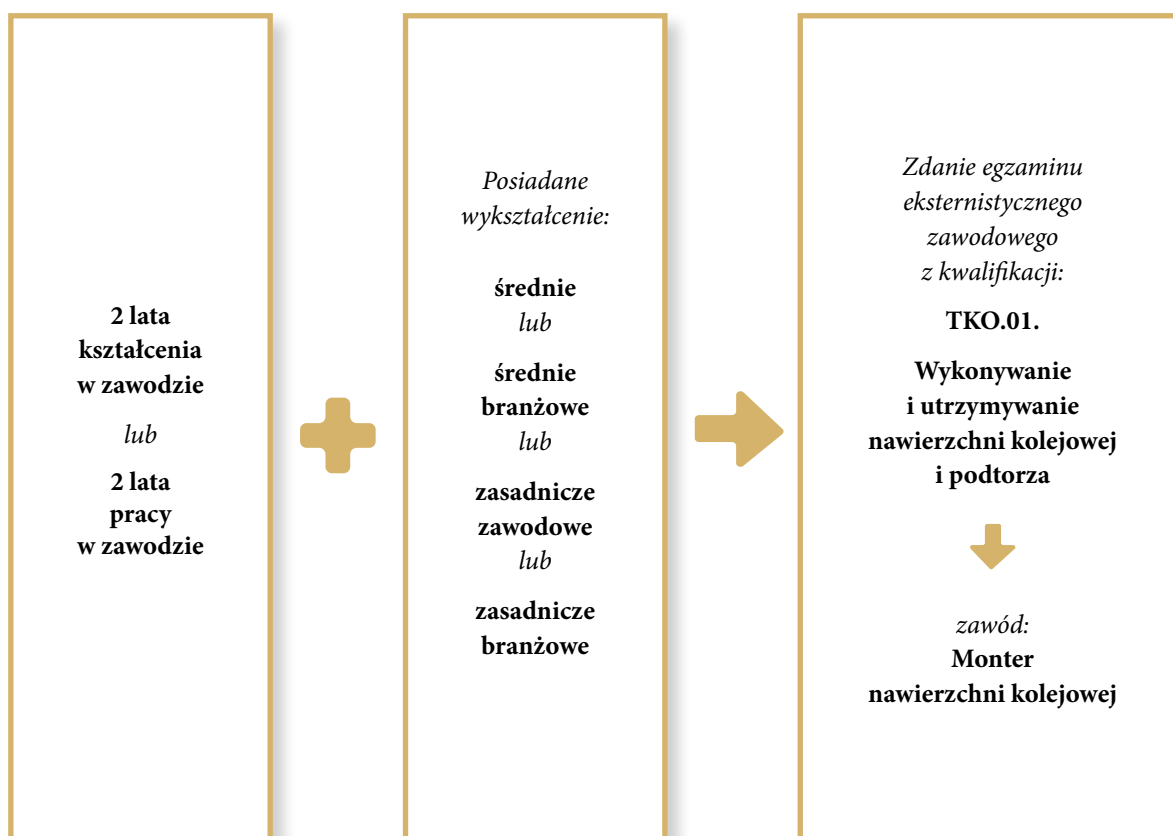 2 lata
kształcenia
w zawodzie
lub
2 lata
pracy
w zawodzie
Posiadane
wykształcenie:
średnie
lub
średnie
branżowe
lub
zasadnicze
zawodowe
lub
zasadnicze
branżowe
Zdanie egzaminu
eksternistycznego
zawodowego
z kwalifikacji:
TKO.01.
Wykonywanie
i utrzymywanie
nawierzchni kolejowej
i podtorza
zawód:
Monter
nawierzchni kolejowej